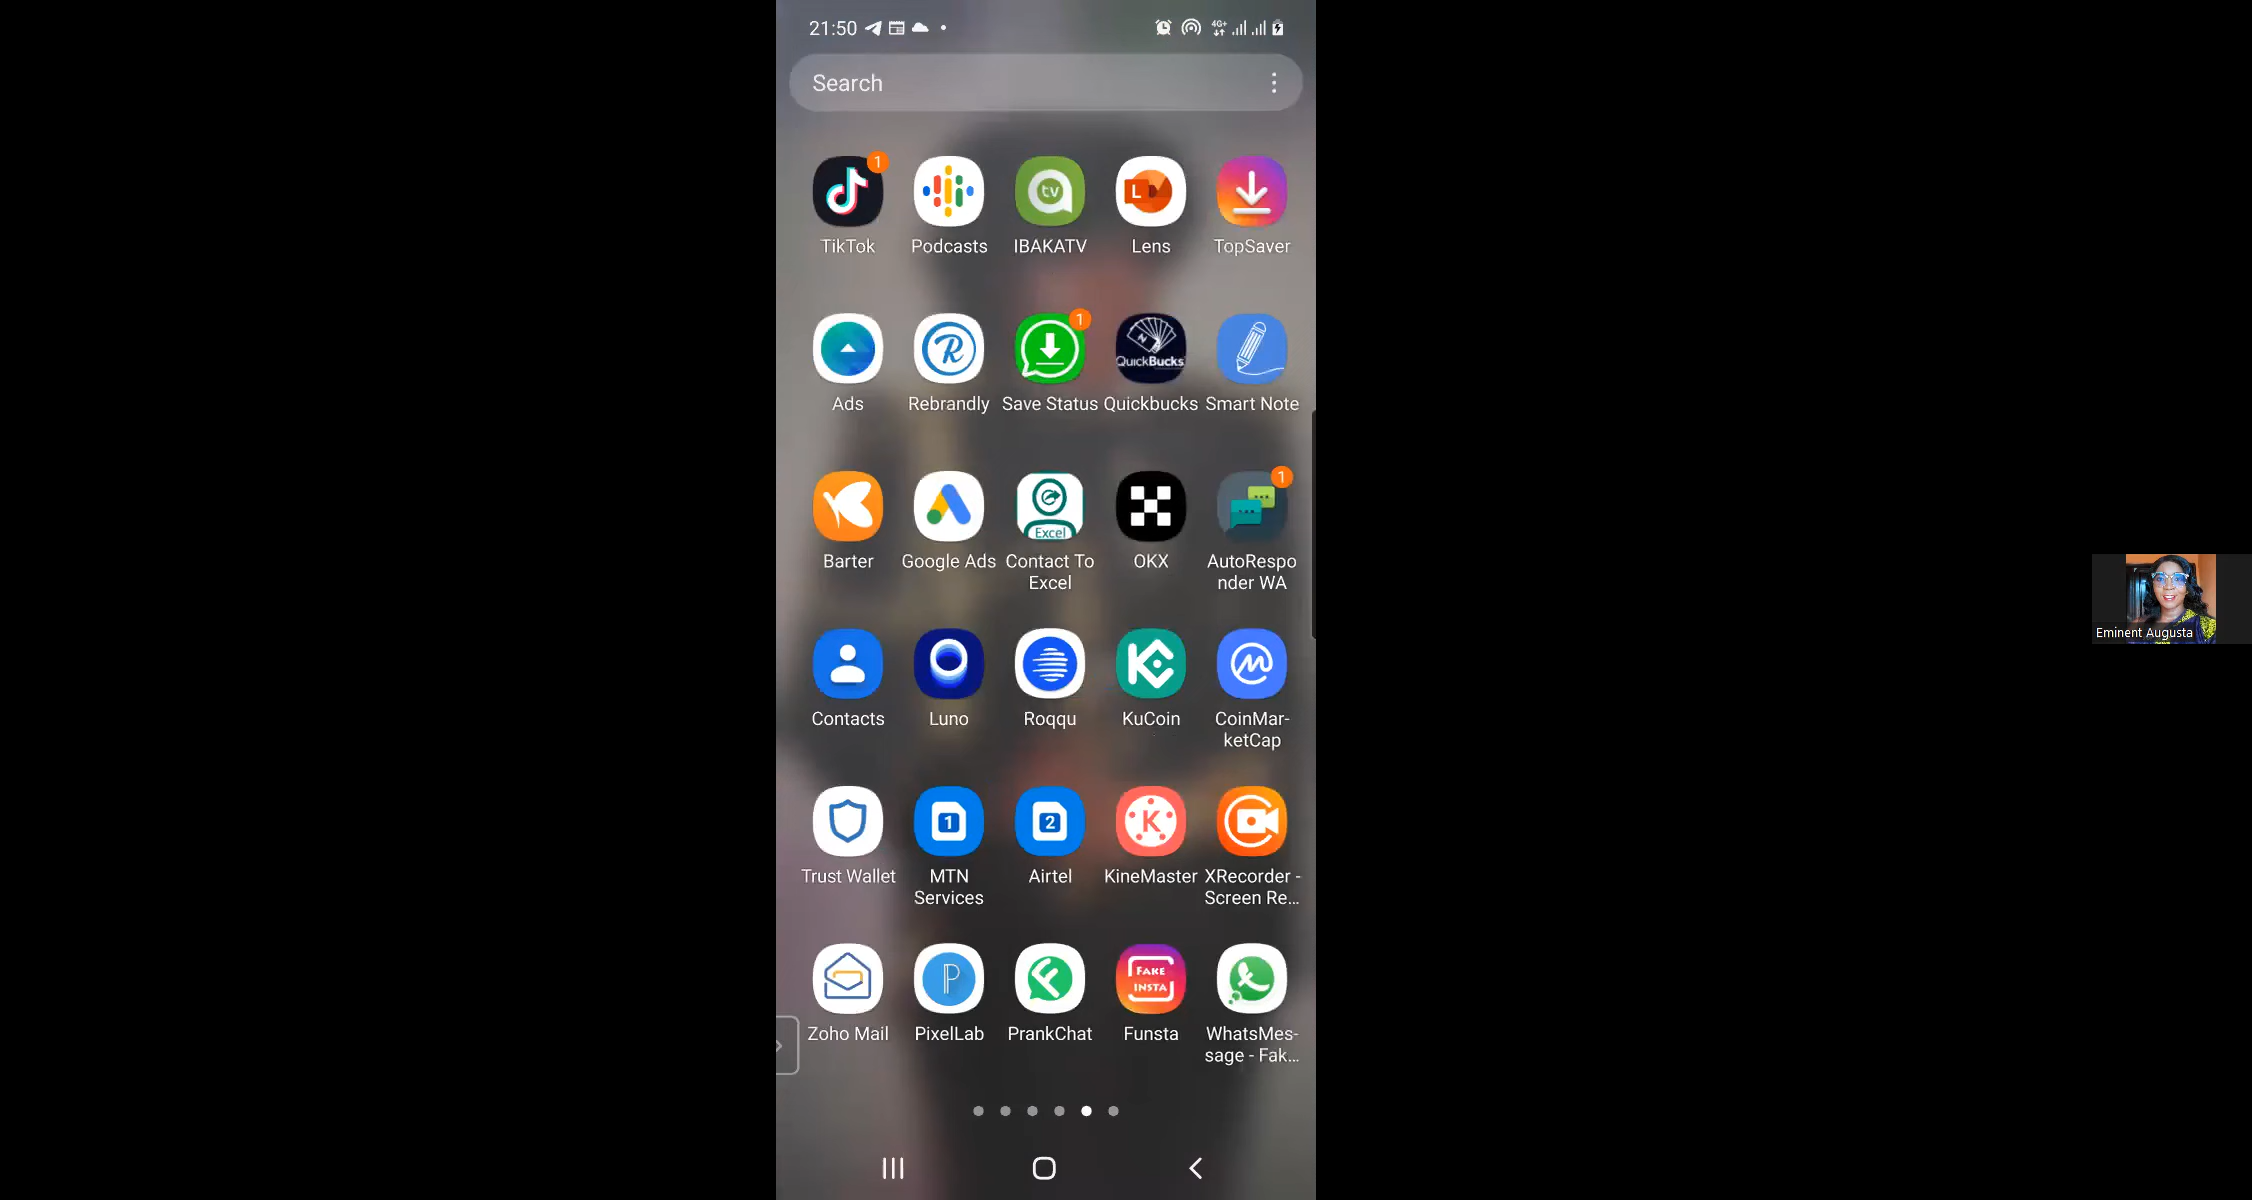 21:50
4G+
Search
1
TikTok
Podcasts
tv
IBAKATV
L
Lens
TopSaver
Ads
R
Rebrandly
1
Save Status
QUICKBUCKS
Quickbucks
Smart Note
Barter
Google Ads
Excel
Contact To
Excel
OKX
1
AutoRespo
nder WA
Contacts
Luno
Roqqu
KuCoin
CoinMar-
ketCap
Trust Wallet
1
MTN
Services
2
Airtel
K
KineMaster
XRecorder -
Screen Re...
Zoho Mail
P
PixelLab
PrankChat
FAKE
INSTA
Funsta
WhatsMes-
sage - Fak...
Eminent Augusta